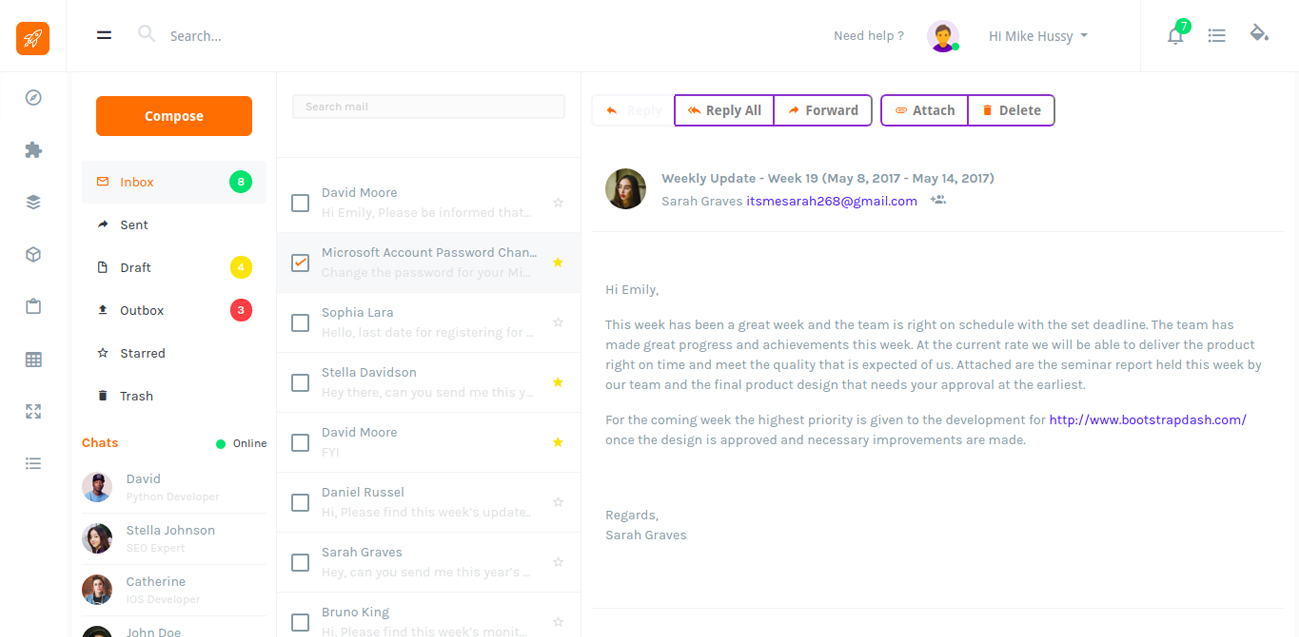 Search...
Need help ?
Hi Mike Hussy
7
Compose
Inbox
8
Sent
Draft
4
Outbox
3
Starred
Trash
Chats
Online
David
Python Developer
Stella Johnson
SEO Expert
Catherine
IOS Developer
John Doe
Search mail
David Moore
Hi Emily, Please be informed that...
Microsoft Account Password Chan...
Change the password for your Mi...
Sophia Lara
Hello, last date for registering for ...
Stella Davidson
Hey there, can you send me this y...
David Moore
FYI
Daniel Russel
Hi, Please find this week's update..
Sarah Graves
Hey, can you send me this year's ...
Bruno King
Hi, Please find this week's monit...
Reply
Reply All
Forward
Attach
Delete
Weekly Update - Week 19 (May 8, 2017 - May 14, 2017)
Sarah Graves itsmesarah268@gmail.com
Hi Emily,
This week has been a great week and the team is right on schedule with the set deadline. The team has
made great progress and achievements this week. At the current rate we will be able to deliver the product
right on time and meet the quality that is expected of us. Attached are the seminar report held this week by
our team and the final product design that needs your approval at the earliest.
For the coming week the highest priority is given to the development for http://www.bootstrapdash.com/
once the design is approved and necessary improvements are made.
Regards,
Sarah Graves